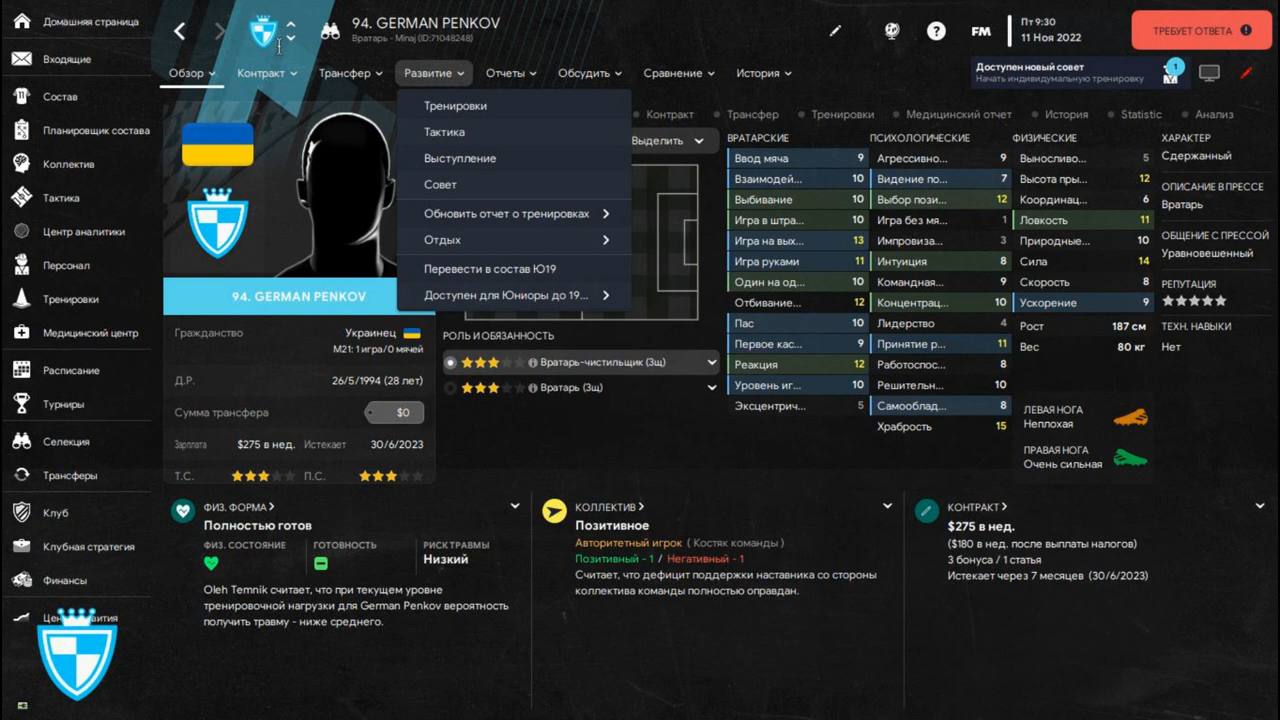 Домашняя страница
Входящие
Состав
Планировщик состава
Коллектив
Тактика
Центр аналитики
Персонал
Тренировки
Медицинский центр
Расписание
Турниры
Селекция
Трансферы
Клуб
Клубная стратегия
Финансы
94. GERMAN PENKOV
Вратарь - Minaj (ID:71048248)
FM
Пт 9:30
11 Ноя 2022
ТРЕБУЕТ ОТВЕТА
Обзор
Контракт
Трансфер
Развитие
Отчеты
Обсудить
Сравнение
История
Доступен новый совет
Начать индивидуальную тренировку
1
Тренировки
Тактика
Выступление
Совет
Обновить отчет о тренировках
Отдых
Перевести в состав Ю19
Доступен для Юниоры до 19...
Контракт
Трансфер
Тренировки
Медицинский отчет
История
Statistic
Анализ
Выделить
94. GERMAN PENKOV
Гражданство Украинец
М21: 1 игра/0 мячей
Д.Р. 26/5/1994 (28 лет)
Сумма трансфера $0
Зарплата $275 в нед. Истекает 30/6/2023
Т.С. П.С.
РОЛЬ И ОБЯЗАННОСТЬ
Вратарь-чистильщик (Зщ)
Вратарь (Зщ)
ВРАТАРСКИЕ
Ввод мяча 9
Взаимодей... 10
Выбивание 10
Игра в штра... 10
Игра на вых... 13
Игра руками 11
Один на од... 10
Отбивание... 12
Пас 10
Первое кас... 9
Реакция 12
Уровень иг... 10
Эксцентрич... 5
ПСИХОЛОГИЧЕСКИЕ
Агрессивно... 9
Видение по... 7
Выбор пози... 12
Игра без мя... 1
Импровиза... 3
Интуиция 8
Командная... 9
Концентрац... 10
Лидерство 4
Принятие р... 11
Работоспос... 8
Решительн... 10
Самооблад... 8
Храбрость 15
ФИЗИЧЕСКИЕ
Выносливо... 5
Высота пры... 12
Координац... 6
Ловкость 11
Природные... 10
Сила 14
Скорость 8
Ускорение 9
Рост 187 см
Вес 80 кг
ЛЕВАЯ НОГА
Неплохая
ПРАВАЯ НОГА
Очень сильная
ХАРАКТЕР
Сдержанный
ОПИСАНИЕ В ПРЕССЕ
Вратарь
ОБЩЕНИЕ С ПРЕССОЙ
Уравновешенный
РЕПУТАЦИЯ
ТЕХН. НАВЫКИ
Нет
ФИЗ. ФОРМА
Полностью готов
ФИЗ. СОСТОЯНИЕ
ГОТОВНОСТЬ
РИСК ТРАВМЫ
Низкий
Oleh Temnik считает, что при текущем уровне
тренировочной нагрузки для German Penkov вероятность
получить травму - ниже среднего.
КОЛЛЕКТИВ
Позитивное
Авторитетный игрок ( Костяк команды )
Позитивный - 1 / Негативный - 1
Считает, что дефицит поддержки наставника со стороны
коллектива команды полностью оправдан.
КОНТРАКТ
$275 в нед.
($180 в нед. после выплаты налогов)
3 бонуса / 1 статья
Истекает через 7 месяцев (30/6/2023)